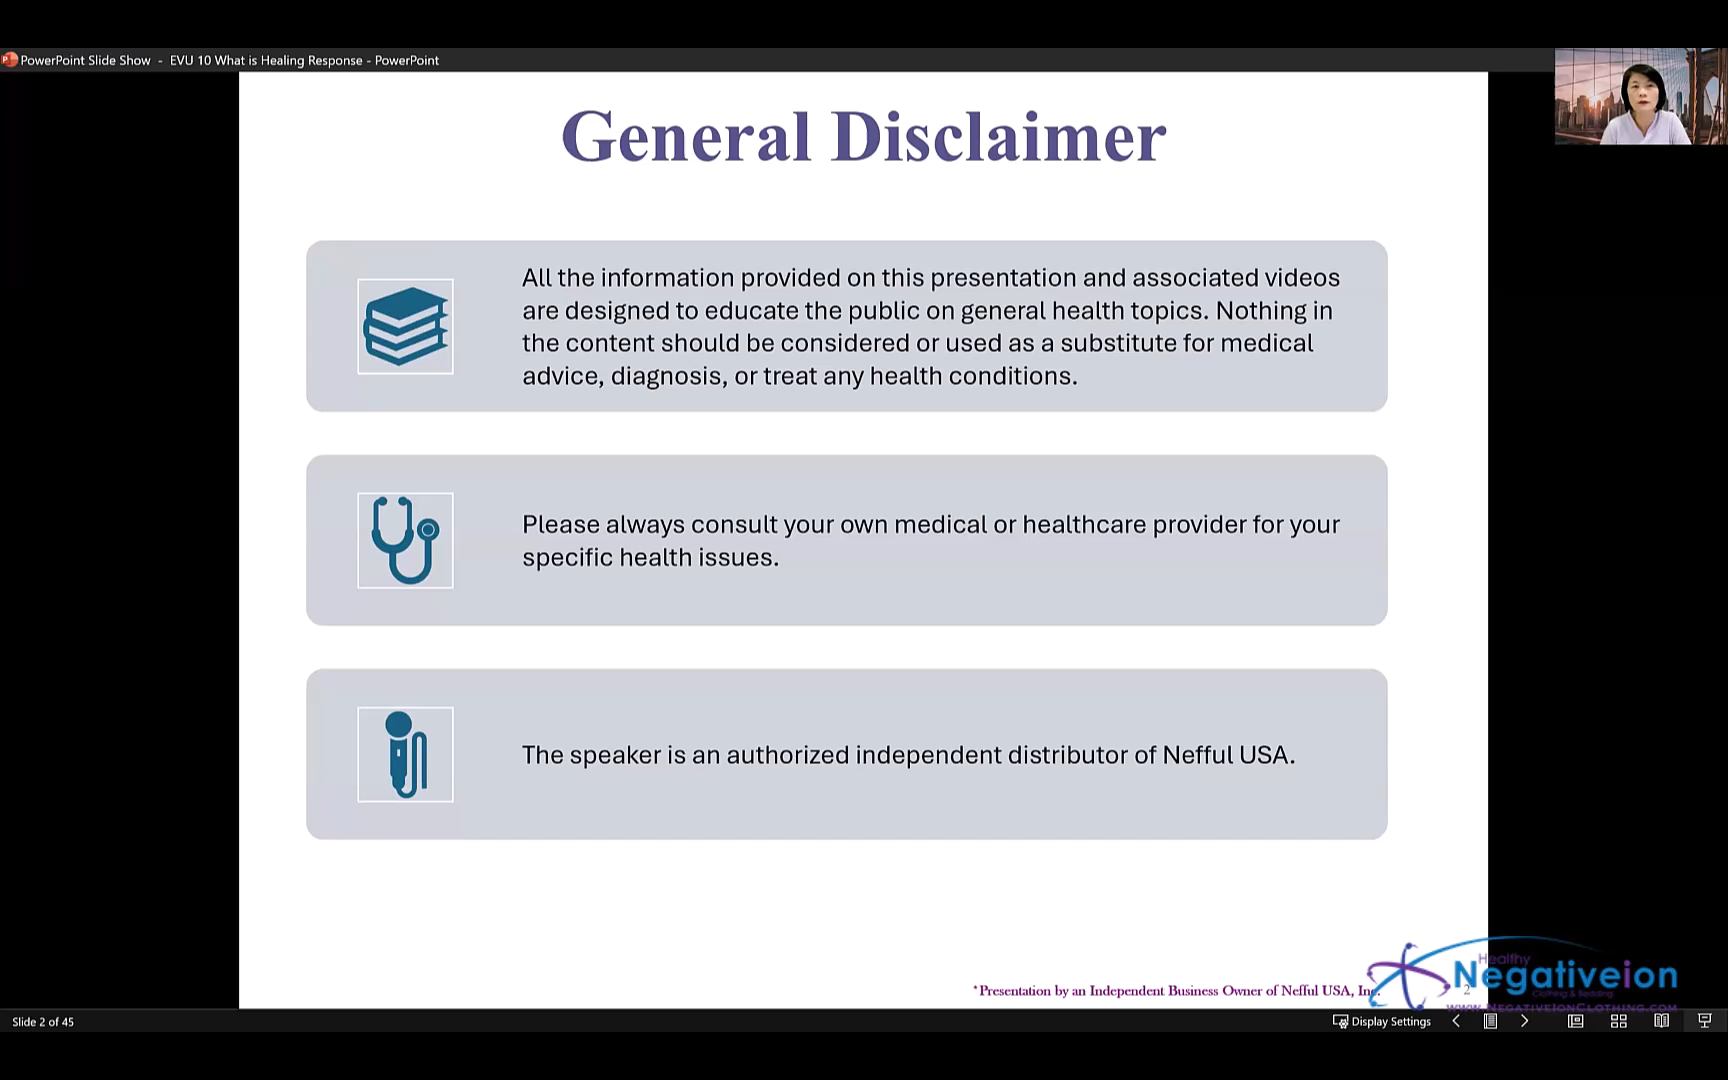 PowerPoint Slide Show - EVU 10 What is Healing Response - PowerPoint
General Disclaimer
All the information provided on this presentation and associated videos
are designed to educate the public on general health topics. Nothing in
the content should be considered or used as a substitute for medical
advice, diagnosis, or treat any health conditions.
Please always consult your own medical or healthcare provider for your
specific health issues.
The speaker is an authorized independent distributor of Nefful USA.
*Presentation by an Independent Business Owner of Nefful USA, Inc.
2
Healthy
Negativeion
Clothing & Bedding
www.NegativeIonClothing.com
Slide 2 of 45
Display Settings